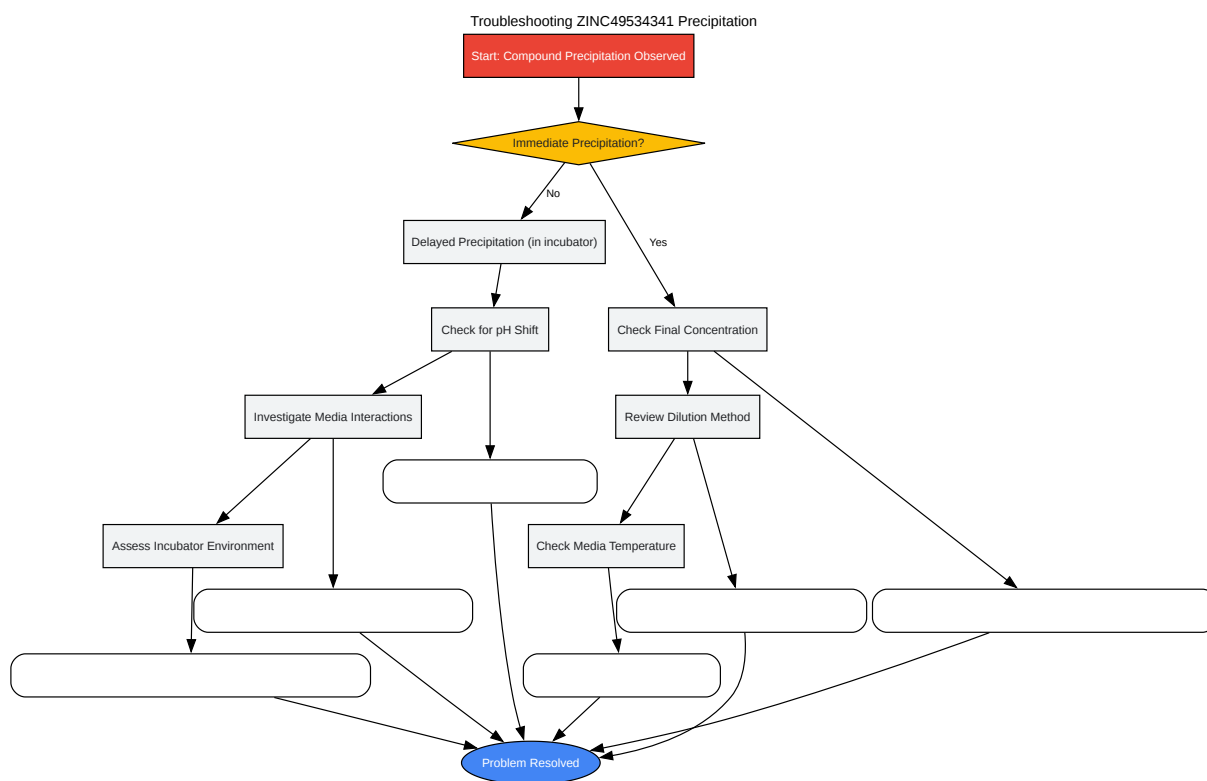 Troubleshooting ZINC49534341 Precipitation
Start: Compound Precipitation Observed
Immediate Precipitation?
No
Yes
Delayed Precipitation (in incubator)
Check for pH Shift
Check Final Concentration
Investigate Media Interactions
Review Dilution Method
Assess Incubator Environment
Check Media Temperature
Problem Resolved